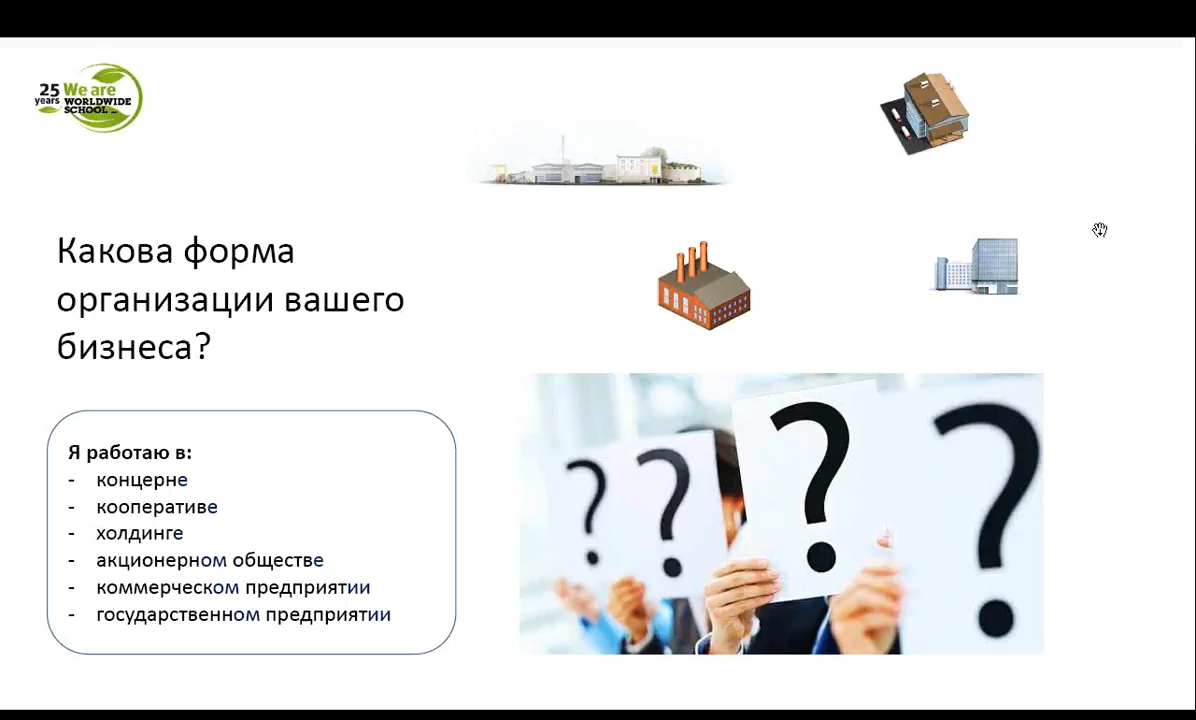 25 We are
years WORLDWIDE
SCHOOL
Какова форма
организации вашего
бизнеса?
Я работаю в:
- концерне
- кооперативе
- холдинге
- акционерном обществе
- коммерческом предприятии
- государственном предприятии
? ? ? ?